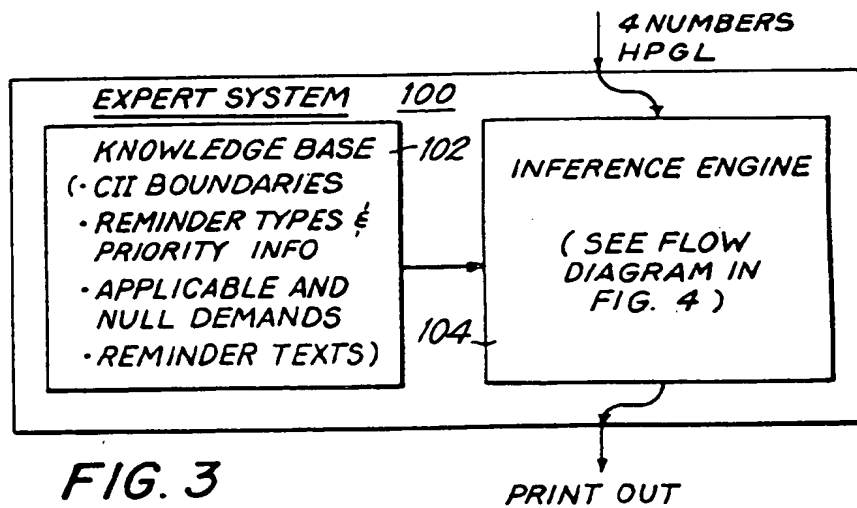 4 NUMBERS
HPGL
EXPERT SYSTEM 100
KNOWLEDGE BASE
102
(· CII BOUNDARIES
· REMINDER TYPES &
PRIORITY INFO
· APPLICABLE AND
NULL DEMANDS
· REMINDER TEXTS)
INFERENCE ENGINE
(SEE FLOW
DIAGRAM IN
FIG. 4)
104
FIG. 3
PRINT OUT